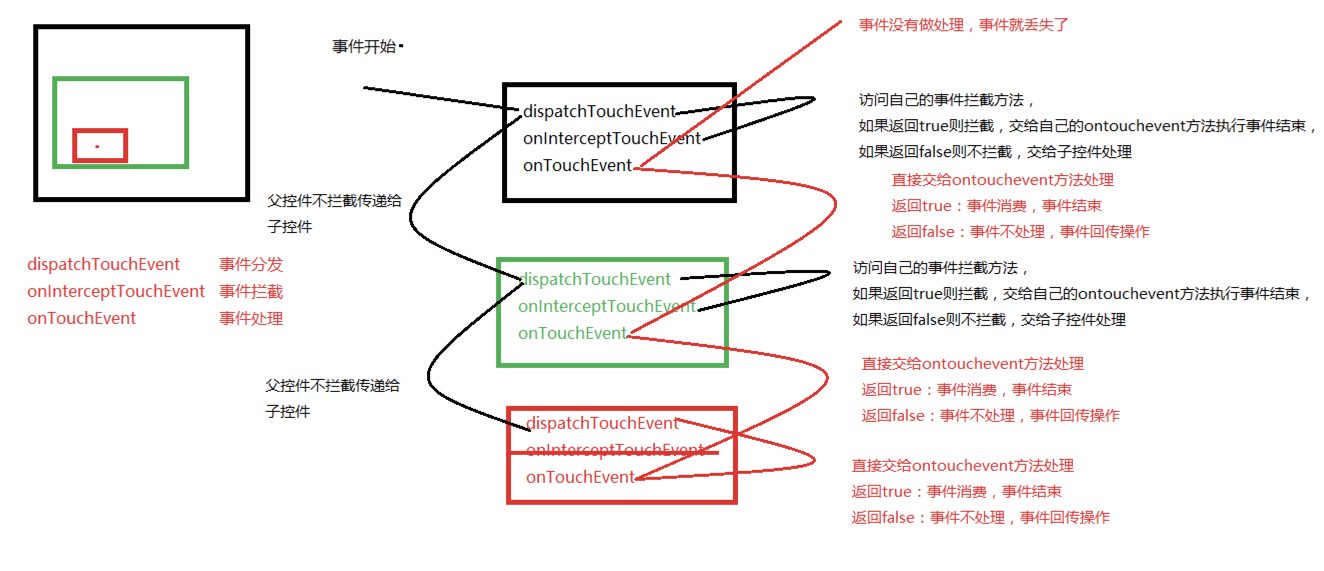 事件没有做处理，事件就丢失了
事件开始
dispatchTouchEvent
onInterceptTouchEvent
onTouchEvent
访问自己的事件拦截方法，
如果返回true则拦截，交给自己的ontouchevent方法执行事件结束，
如果返回false则不拦截，交给子控件处理
直接交给ontouchevent方法处理
返回true：事件消费，事件结束
返回false：事件不处理，事件回传操作
父控件不拦截传递给
子控件
dispatchTouchEvent 事件分发
onInterceptTouchEvent 事件拦截
onTouchEvent 事件处理
dispatchTouchEvent
onInterceptTouchEvent
onTouchEvent
访问自己的事件拦截方法，
如果返回true则拦截，交给自己的ontouchevent方法执行事件结束，
如果返回false则不拦截，交给子控件处理
直接交给ontouchevent方法处理
返回true：事件消费，事件结束
返回false：事件不处理，事件回传操作
父控件不拦截传递给
子控件
dispatchTouchEvent
onInterceptTouchEvent
onTouchEvent
直接交给ontouchevent方法处理
返回true：事件消费，事件结束
返回false：事件不处理，事件回传操作